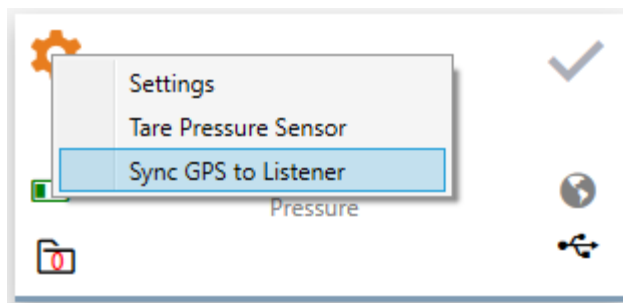 Settings
Tare Pressure Sensor
Sync GPS to Listener
Pressure
0